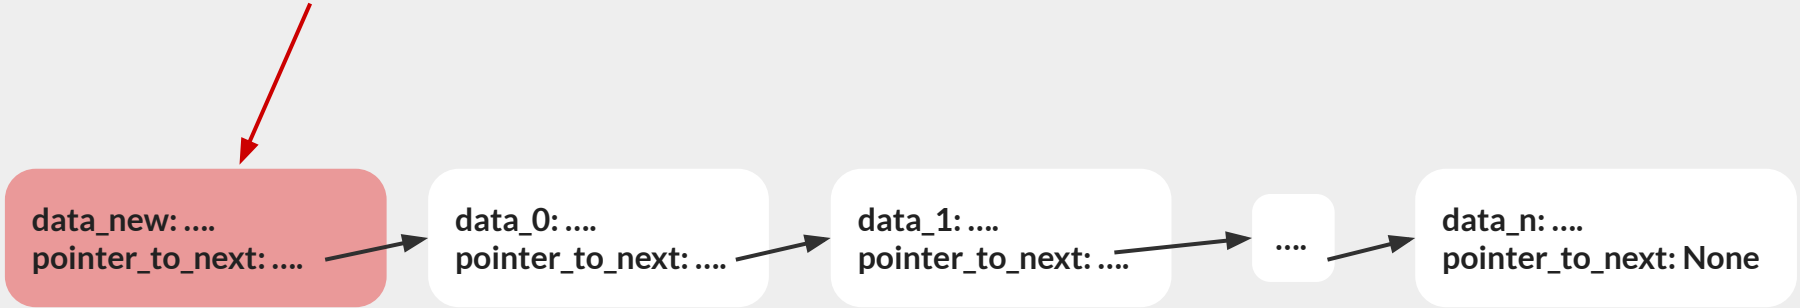 data_new: ....
pointer_to_next: ....
data_0: ....
pointer_to_next: ....
data_1: ....
pointer_to_next: ....
....
data_n: ....
pointer_to_next: None